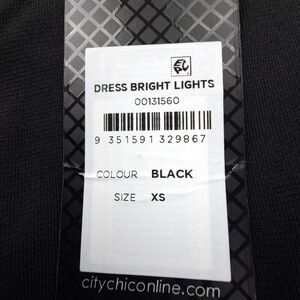 DRESS BRIGHT LIGHTS
00131560
9 351591 329867
COLOUR BLACK
SIZE XS
citychiconline.com